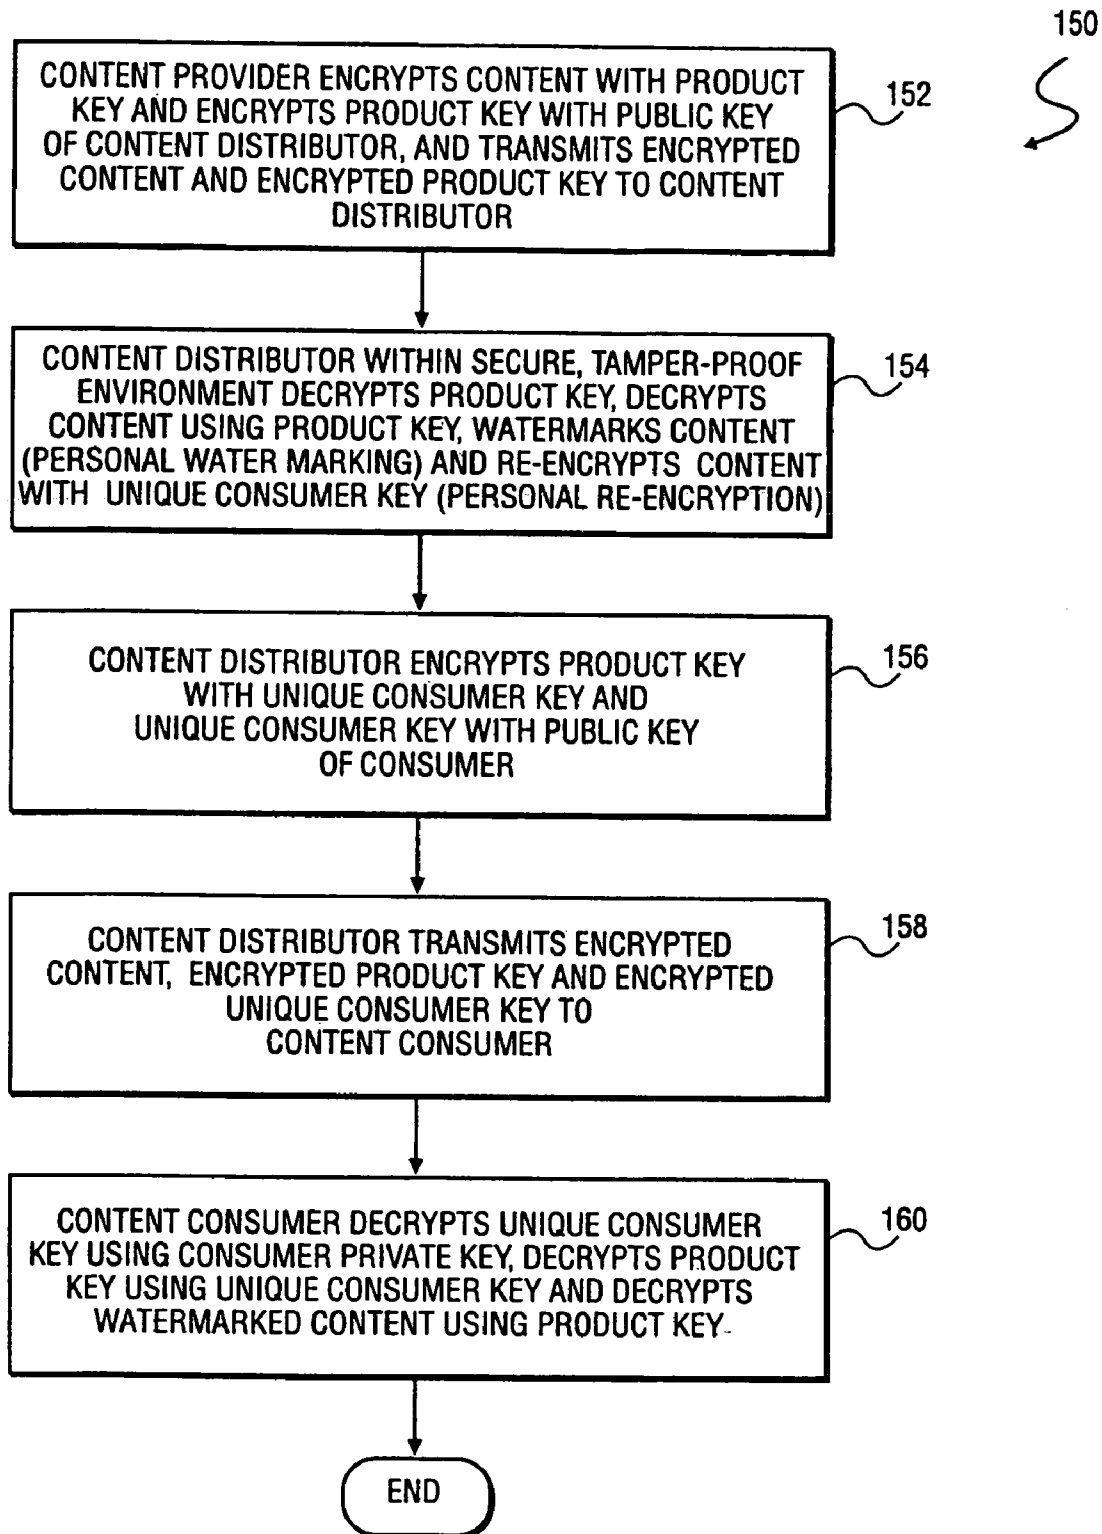 150
CONTENT PROVIDER ENCRYPTS CONTENT WITH PRODUCT
KEY AND ENCRYPTS PRODUCT KEY WITH PUBLIC KEY
OF CONTENT DISTRIBUTOR, AND TRANSMITS ENCRYPTED
CONTENT AND ENCRYPTED PRODUCT KEY TO CONTENT
DISTRIBUTOR
152
CONTENT DISTRIBUTOR WITHIN SECURE, TAMPER-PROOF
ENVIRONMENT DECRYPTS PRODUCT KEY, DECRYPTS
CONTENT USING PRODUCT KEY, WATERMARKS CONTENT
(PERSONAL WATER MARKING) AND RE-ENCRYPTS CONTENT
WITH UNIQUE CONSUMER KEY (PERSONAL RE-ENCRYPTION)
154
CONTENT DISTRIBUTOR ENCRYPTS PRODUCT KEY
WITH UNIQUE CONSUMER KEY AND
UNIQUE CONSUMER KEY WITH PUBLIC KEY
OF CONSUMER
156
CONTENT DISTRIBUTOR TRANSMITS ENCRYPTED
CONTENT, ENCRYPTED PRODUCT KEY AND ENCRYPTED
UNIQUE CONSUMER KEY TO
CONTENT CONSUMER
158
CONTENT CONSUMER DECRYPTS UNIQUE CONSUMER
KEY USING CONSUMER PRIVATE KEY, DECRYPTS PRODUCT
KEY USING UNIQUE CONSUMER KEY AND DECRYPTS
WATERMARKED CONTENT USING PRODUCT KEY
160
END